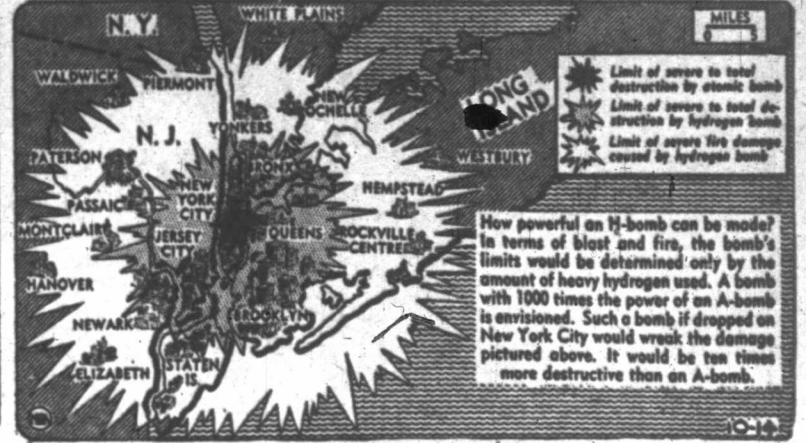 N.Y.
WHITE PLAINS
MILES
0 5
WALDWICK
PIERMONT
NEW
ROCHELLE
LONG
ISLAND
Limit of severe to total
destruction by atomic bomb
Limit of severe to total de-
struction by hydrogen bomb
Limit of severe fire damage
caused by hydrogen bomb
N.J.
YONKERS
PATERSON
BRONX
WESTBURY
PASSAIC
NEW
YORK
CITY
HEMPSTEAD
MONTCLAIR
JERSEY
CITY
QUEENS
ROCKVILLE
CENTRE
HANOVER
NEWARK
BROOKLYN
ELIZABETH
STATEN
IS.
How powerful an H-bomb can be made?
In terms of blast and fire, the bomb's
limits would be determined only by the
amount of heavy hydrogen used. A bomb
with 1000 times the power of an A-bomb
is envisioned. Such a bomb if dropped on
New York City would wreak the damage
pictured above. It would be ten times
more destructive than an A-bomb.
10-14